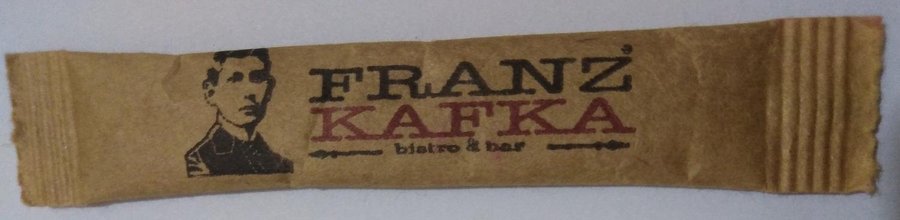 FRANZ
KAFKA
bistro & bar